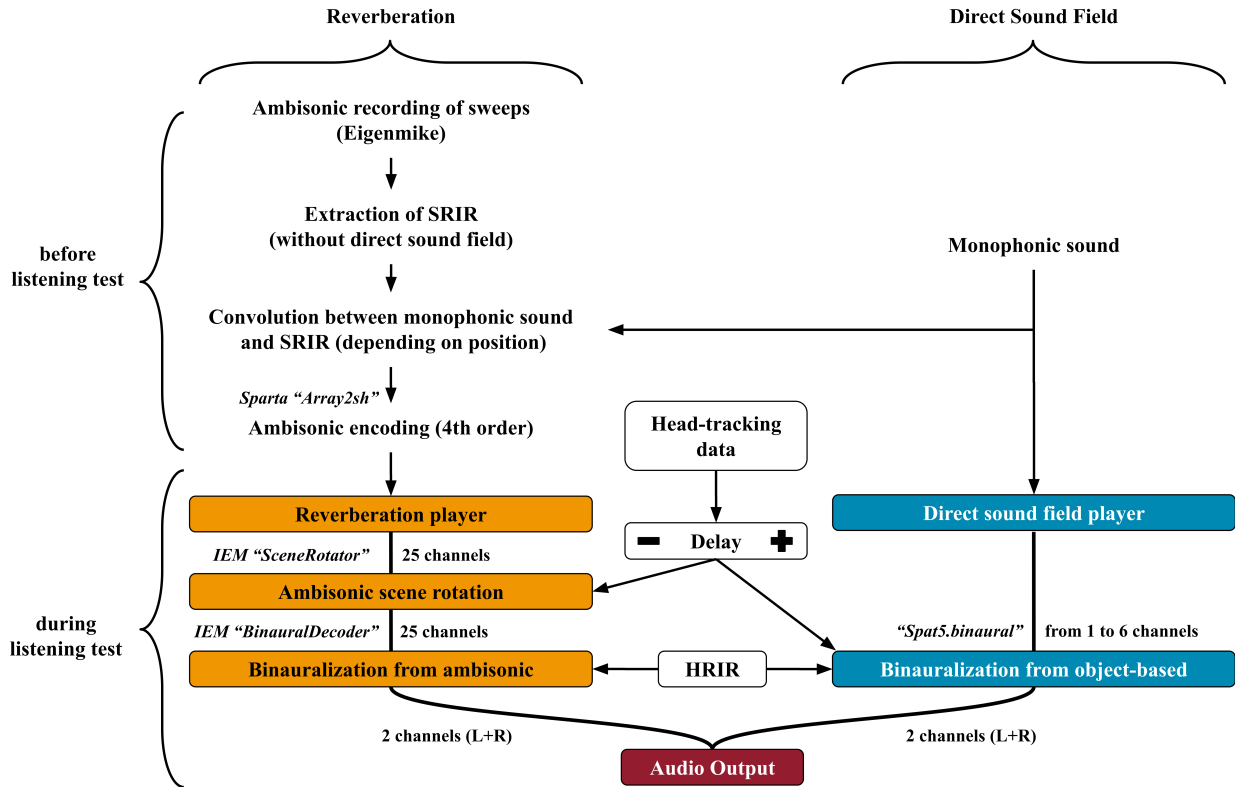 Reverberation
Direct Sound Field
Ambisonic recording of sweeps
(Eigenmike)
Extraction of SRIR
(without direct sound field)
before
listening test
Monophonic sound
Convolution between monophonic sound
and SRIR (depending on position)
Sparta “Array2sh”
Ambisonic encoding (4th order)
Head-tracking
data
Reverberation player
Direct sound field player
Delay
IEM “SceneRotator”
25 channels
Ambisonic scene rotation
during
listening test
IEM “BinauralDecoder”
25 channels
“Spat5.binaural”
from 1 to 6 channels
Binauralization from ambisonic
HRIR
Binauralization from object-based
2 channels (L+R)
2 channels (L+R)
Audio Output